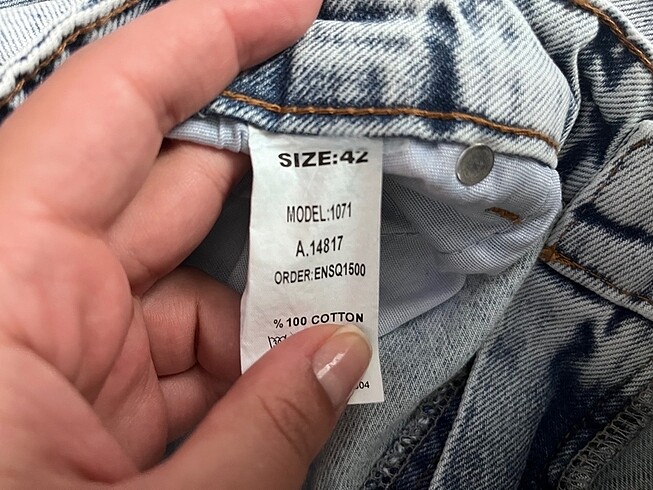 SIZE:42
MODEL:1071
A.14817
ORDER:ENSQ1500
% 100 COTTON